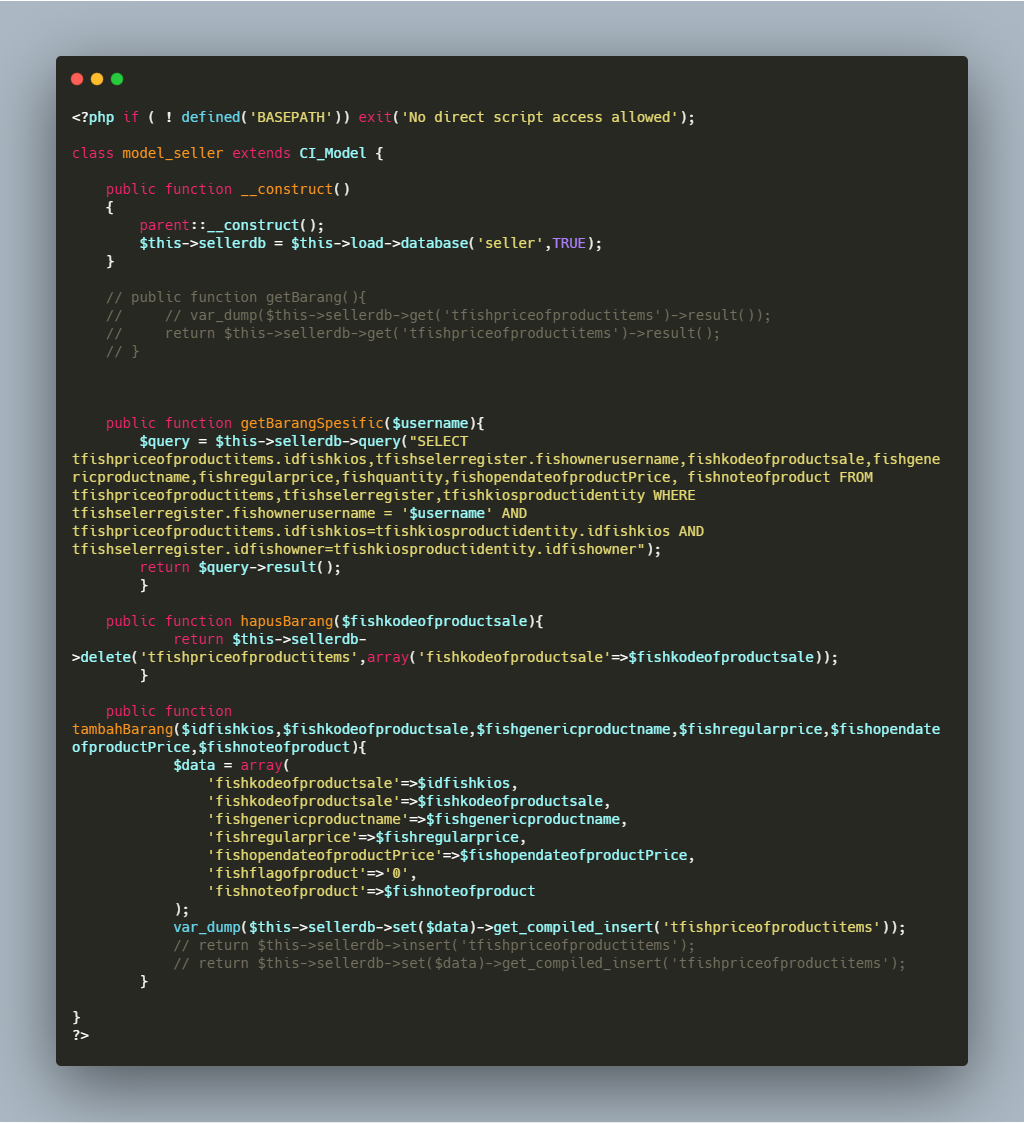 <?php if ( ! defined('BASEPATH')) exit('No direct script access allowed');
class model_seller extends CI_Model {
    public function __construct()
    {
        parent::__construct();
        $this->sellerdb = $this->load->database('seller',TRUE);
    }
    // public function getBarang(){
    //     // var_dump($this->sellerdb->get('tfishpriceofproductitems')->result());
    //     return $this->sellerdb->get('tfishpriceofproductitems')->result();
    // }
    public function getBarangSpesific($username){
        $query = $this->sellerdb->query("SELECT
tfishpriceofproductitems.idfishkios,tfishselerregister.fishownerusername,fishkodeofproductsale,fishgene
ricproductname,fishregularprice,fishquantity,fishopendateofproductPrice, fishnoteofproduct FROM
tfishpriceofproductitems,tfishselerregister,tfishkiosproductidentity WHERE
tfishselerregister.fishownerusername = '$username' AND
tfishpriceofproductitems.idfishkios=tfishkiosproductidentity.idfishkios AND
tfishselerregister.idfishowner=tfishkiosproductidentity.idfishowner");
        return $query->result();
        }
    public function hapusBarang($fishkodeofproductsale){
            return $this->sellerdb-
>delete('tfishpriceofproductitems',array('fishkodeofproductsale'=>$fishkodeofproductsale));
        }
    public function
tambahBarang($idfishkios,$fishkodeofproductsale,$fishgenericproductname,$fishregularprice,$fishopendate
ofproductPrice,$fishnoteofproduct){
            $data = array(
                'fishkodeofproductsale'=>$idfishkios,
                'fishkodeofproductsale'=>$fishkodeofproductsale,
                'fishgenericproductname'=>$fishgenericproductname,
                'fishregularprice'=>$fishregularprice,
                'fishopendateofproductPrice'=>$fishopendateofproductPrice,
                'fishflagofproduct'=>'0',
                'fishnoteofproduct'=>$fishnoteofproduct
            );
            var_dump($this->sellerdb->set($data)->get_compiled_insert('tfishpriceofproductitems'));
            // return $this->sellerdb->insert('tfishpriceofproductitems');
            // return $this->sellerdb->set($data)->get_compiled_insert('tfishpriceofproductitems');
        }
}
?>